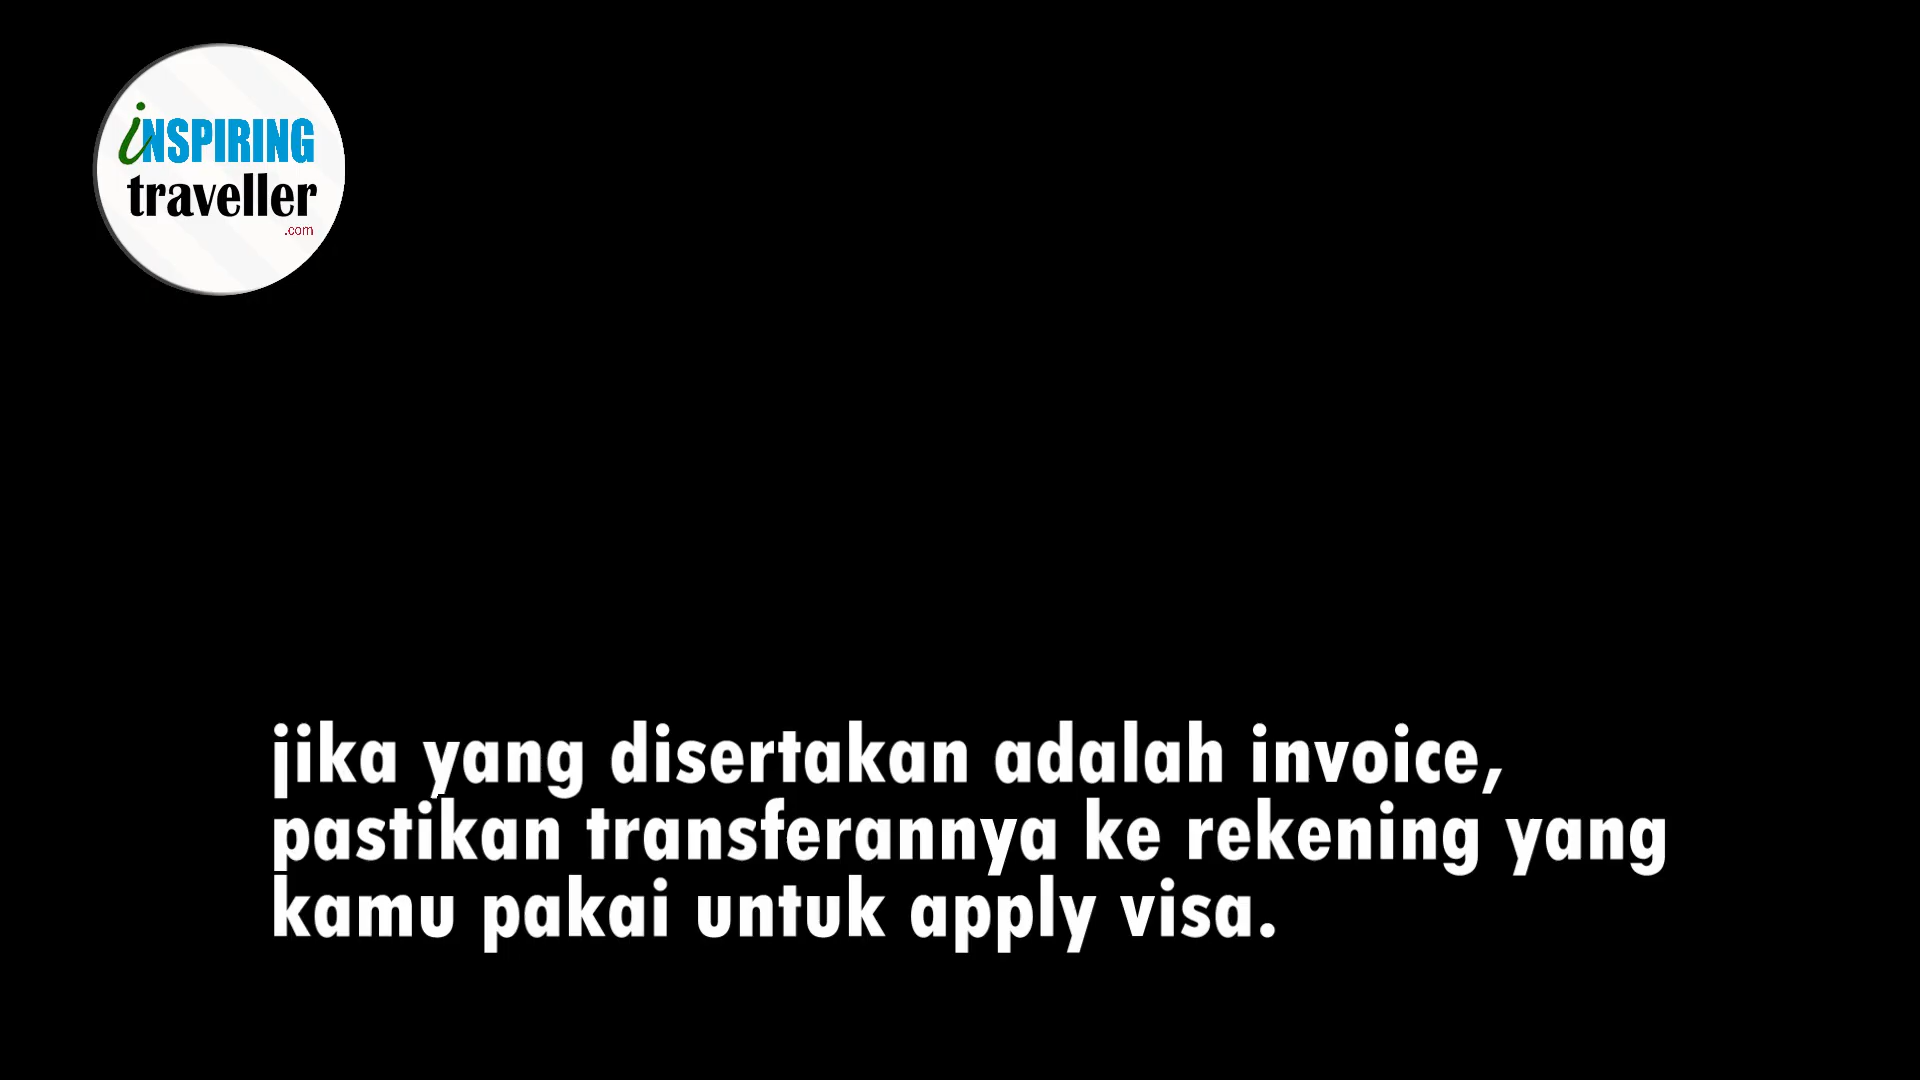 iNSPIRING
traveller
.com
jika yang disertakan adalah invoice,
pastikan transferannya ke rekening yang
kamu pakai untuk apply visa.